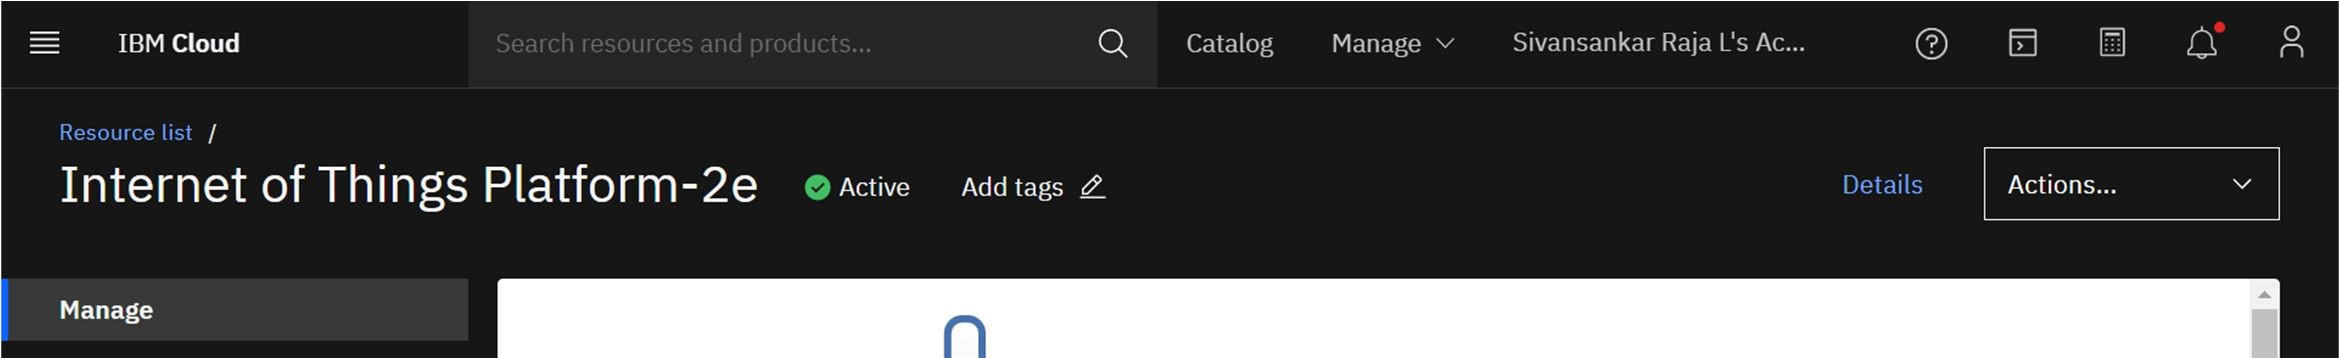 IBM Cloud Search resources and products... Catalog Manage Sivansankar Raja L's Ac...
Resource list /
Internet of Things Platform-2e Active Add tags Details Actions...
Manage